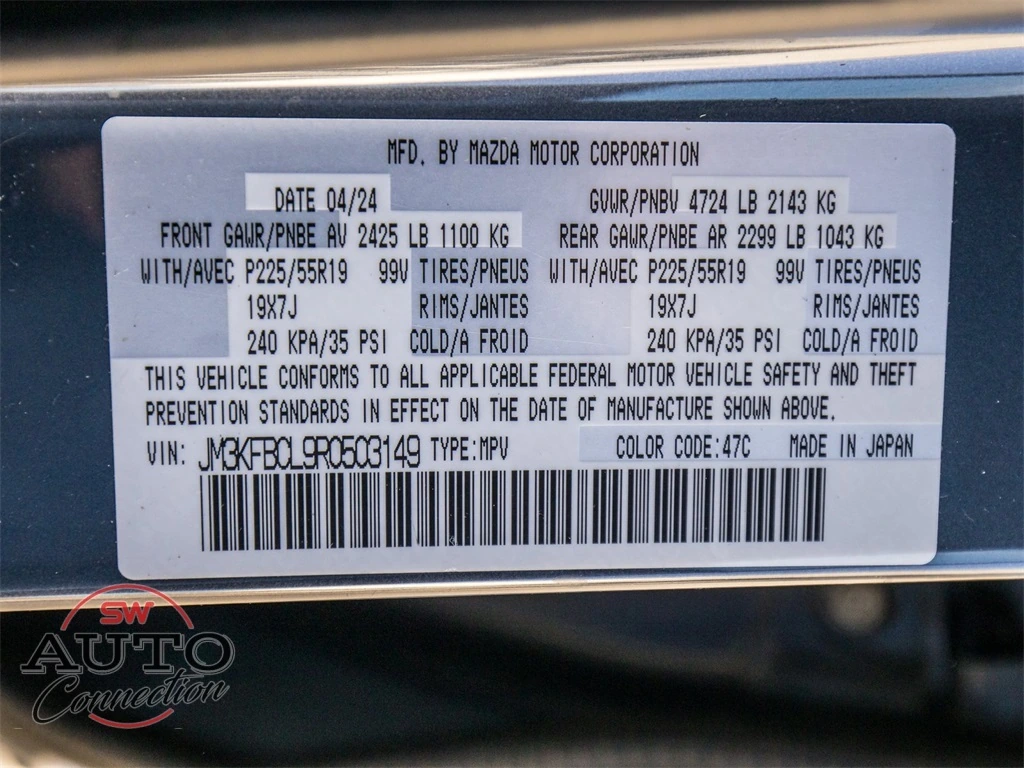 MFD. BY MAZDA MOTOR CORPORATION
DATE 04/24 GVWR/PNBV 4724 LB 2143 KG
FRONT GAWR/PNBE AV 2425 LB 1100 KG REAR GAWR/PNBE AR 2299 LB 1043 KG
WITH/AVEC P225/55R19 99V TIRES/PNEUS WITH/AVEC P225/55R19 99V TIRES/PNEUS
19X7J RIMS/JANTES 19X7J RIMS/JANTES
240 KPA/35 PSI COLD/A FROID 240 KPA/35 PSI COLD/A FROID
THIS VEHICLE CONFORMS TO ALL APPLICABLE FEDERAL MOTOR VEHICLE SAFETY AND THEFT
PREVENTION STANDARDS IN EFFECT ON THE DATE OF MANUFACTURE SHOWN ABOVE.
VIN: JM3KFBCL9R0503149 TYPE:MPV COLOR CODE:47C MADE IN JAPAN
SW
AUTO
Connection